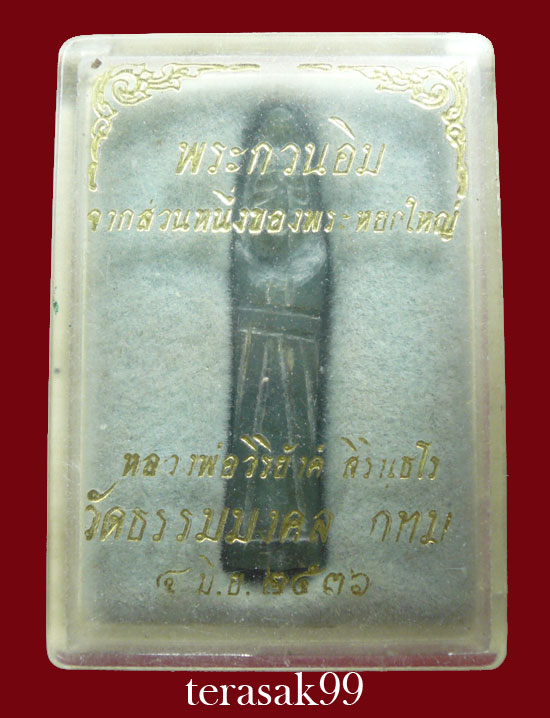 พระกวนอิม
จากส่วนหนึ่งของพระหยกใหญ่
หลวงพ่อวิริยังค์ สิรินธโร
วัดธรรมมงคล กทม
๔ มิ.ย. ๒๕๓๖
terasak99